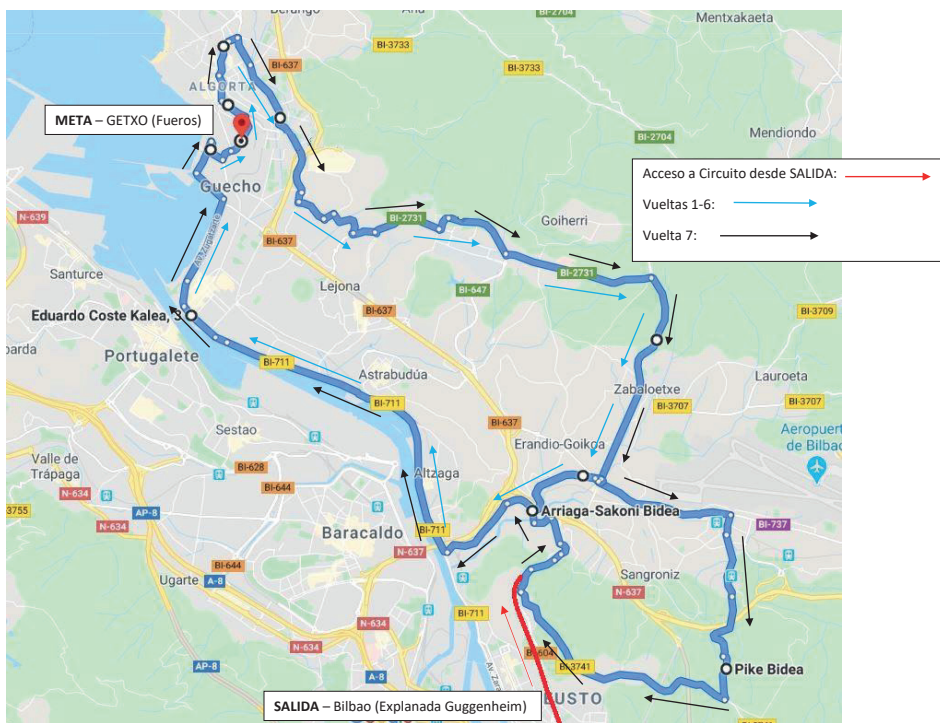 Berango
BI-2704
Mentxakaeta
BI-3733
BI-637
BI-3733
ALGORTA
META – GETXO (Fueros)
BI-2704
Mendiondo
Guecho
Acceso a Circuito desde SALIDA:
Vueltas 1-6:
Vuelta 7:
N-639
BI-2731
Goiherri
BI-637
Santurce
BI-2731
Lejona
BI-647
BI-637
BI-3709
Eduardo Coste Kalea, 3
Portugalete
BI-711
Astrabudúa
Zabaloetxe
Lauroeta
BI-711
BI-3707
BI-3707
Sestao
BI-637
Erandio-Goikoa
Aeropuerto
de Bilbao
Valle de
Trápaga
BI-628
BI-644
Altzaga
N-634
BI-3755
AP-8
N-634
Arriaga-Sakoni Bidea
BI-737
BI-711
Baracaldo
N-637
BI-644
Ugarte
A-8
Sangroniz
N-637
BI-711
N-634
BI-604
AP-8
A-8
BI-3741
Pike Bidea
SALIDA – Bilbao (Explanada Guggenheim)